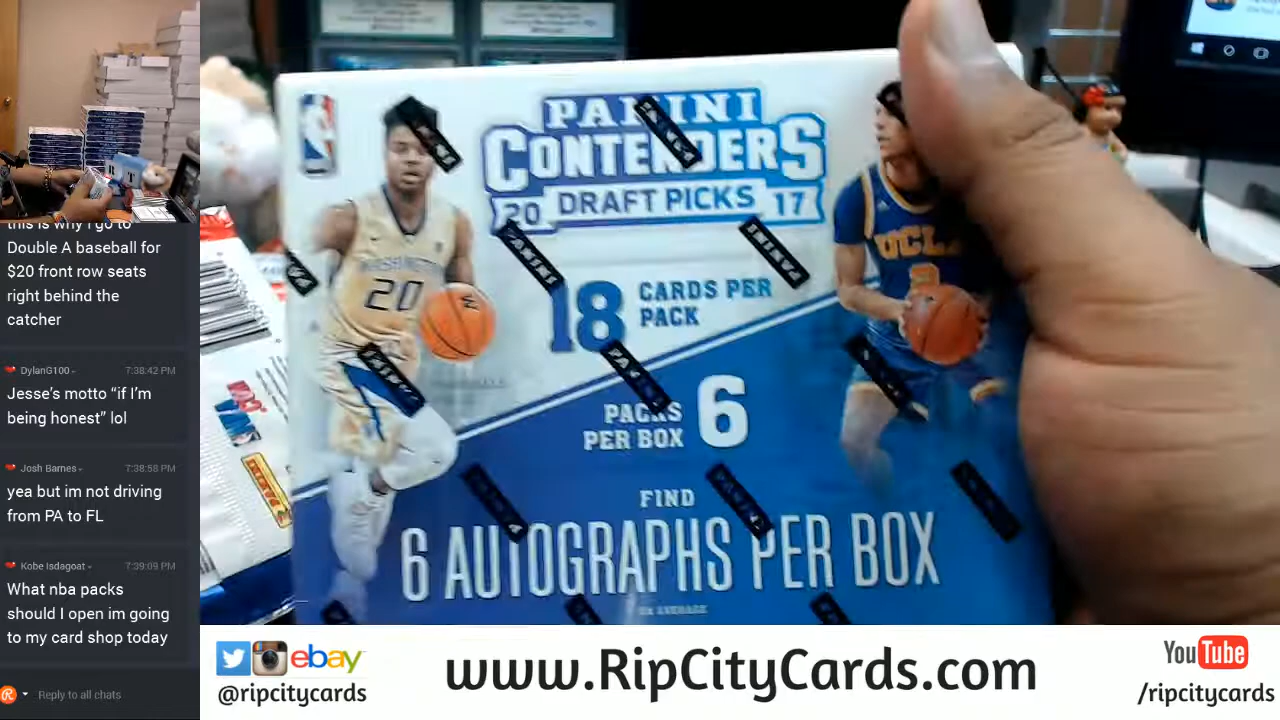 this is why I go to
Double A baseball for
$20 front row seats
right behind the
catcher
DylanG100
7:38:42 PM
Jesse's motto “if I'm
being honest” lol
Josh Barnes
7:38:58 PM
yea but im not driving
from PA to FL
Kobe Isdagoat
7:39:09 PM
What nba packs
should I open im going
to my card shop today
Reply to all chats
PANINI
CONTENDERS
20 DRAFT PICKS 17
18 CARDS PER
PACK
PACKS
PER BOX 6
FIND
6 AUTOGRAPHS PER BOX
ON AVERAGE
WASHINGTON
20
UCLA
PANINI
ebay
@ripcitycards
www.RipCityCards.com
YouTube
/ripcitycards